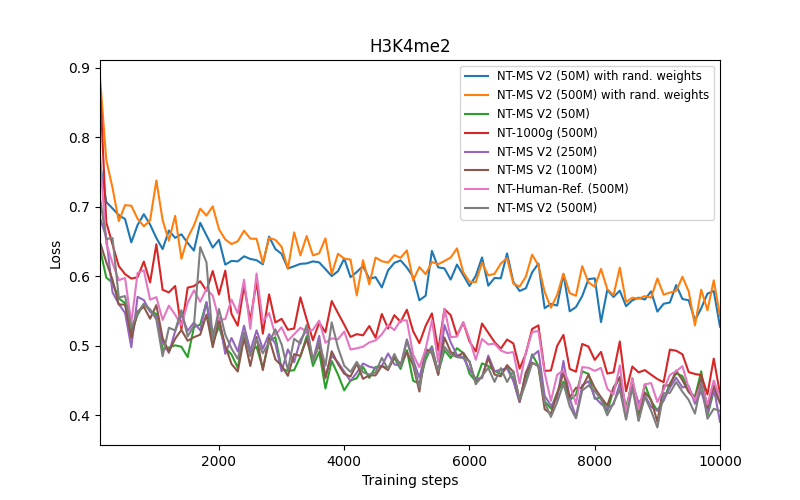 H3K4me2
0.9
0.8
0.7
0.6
0.5
0.4
Loss
NT-MS V2 (50M) with rand. weights
NT-MS V2 (500M) with rand. weights
NT-MS V2 (50M)
NT-1000g (500M)
NT-MS V2 (250M)
NT-MS V2 (100M)
NT-Human-Ref. (500M)
NT-MS V2 (500M)
2000 4000 6000 8000 10000
Training steps